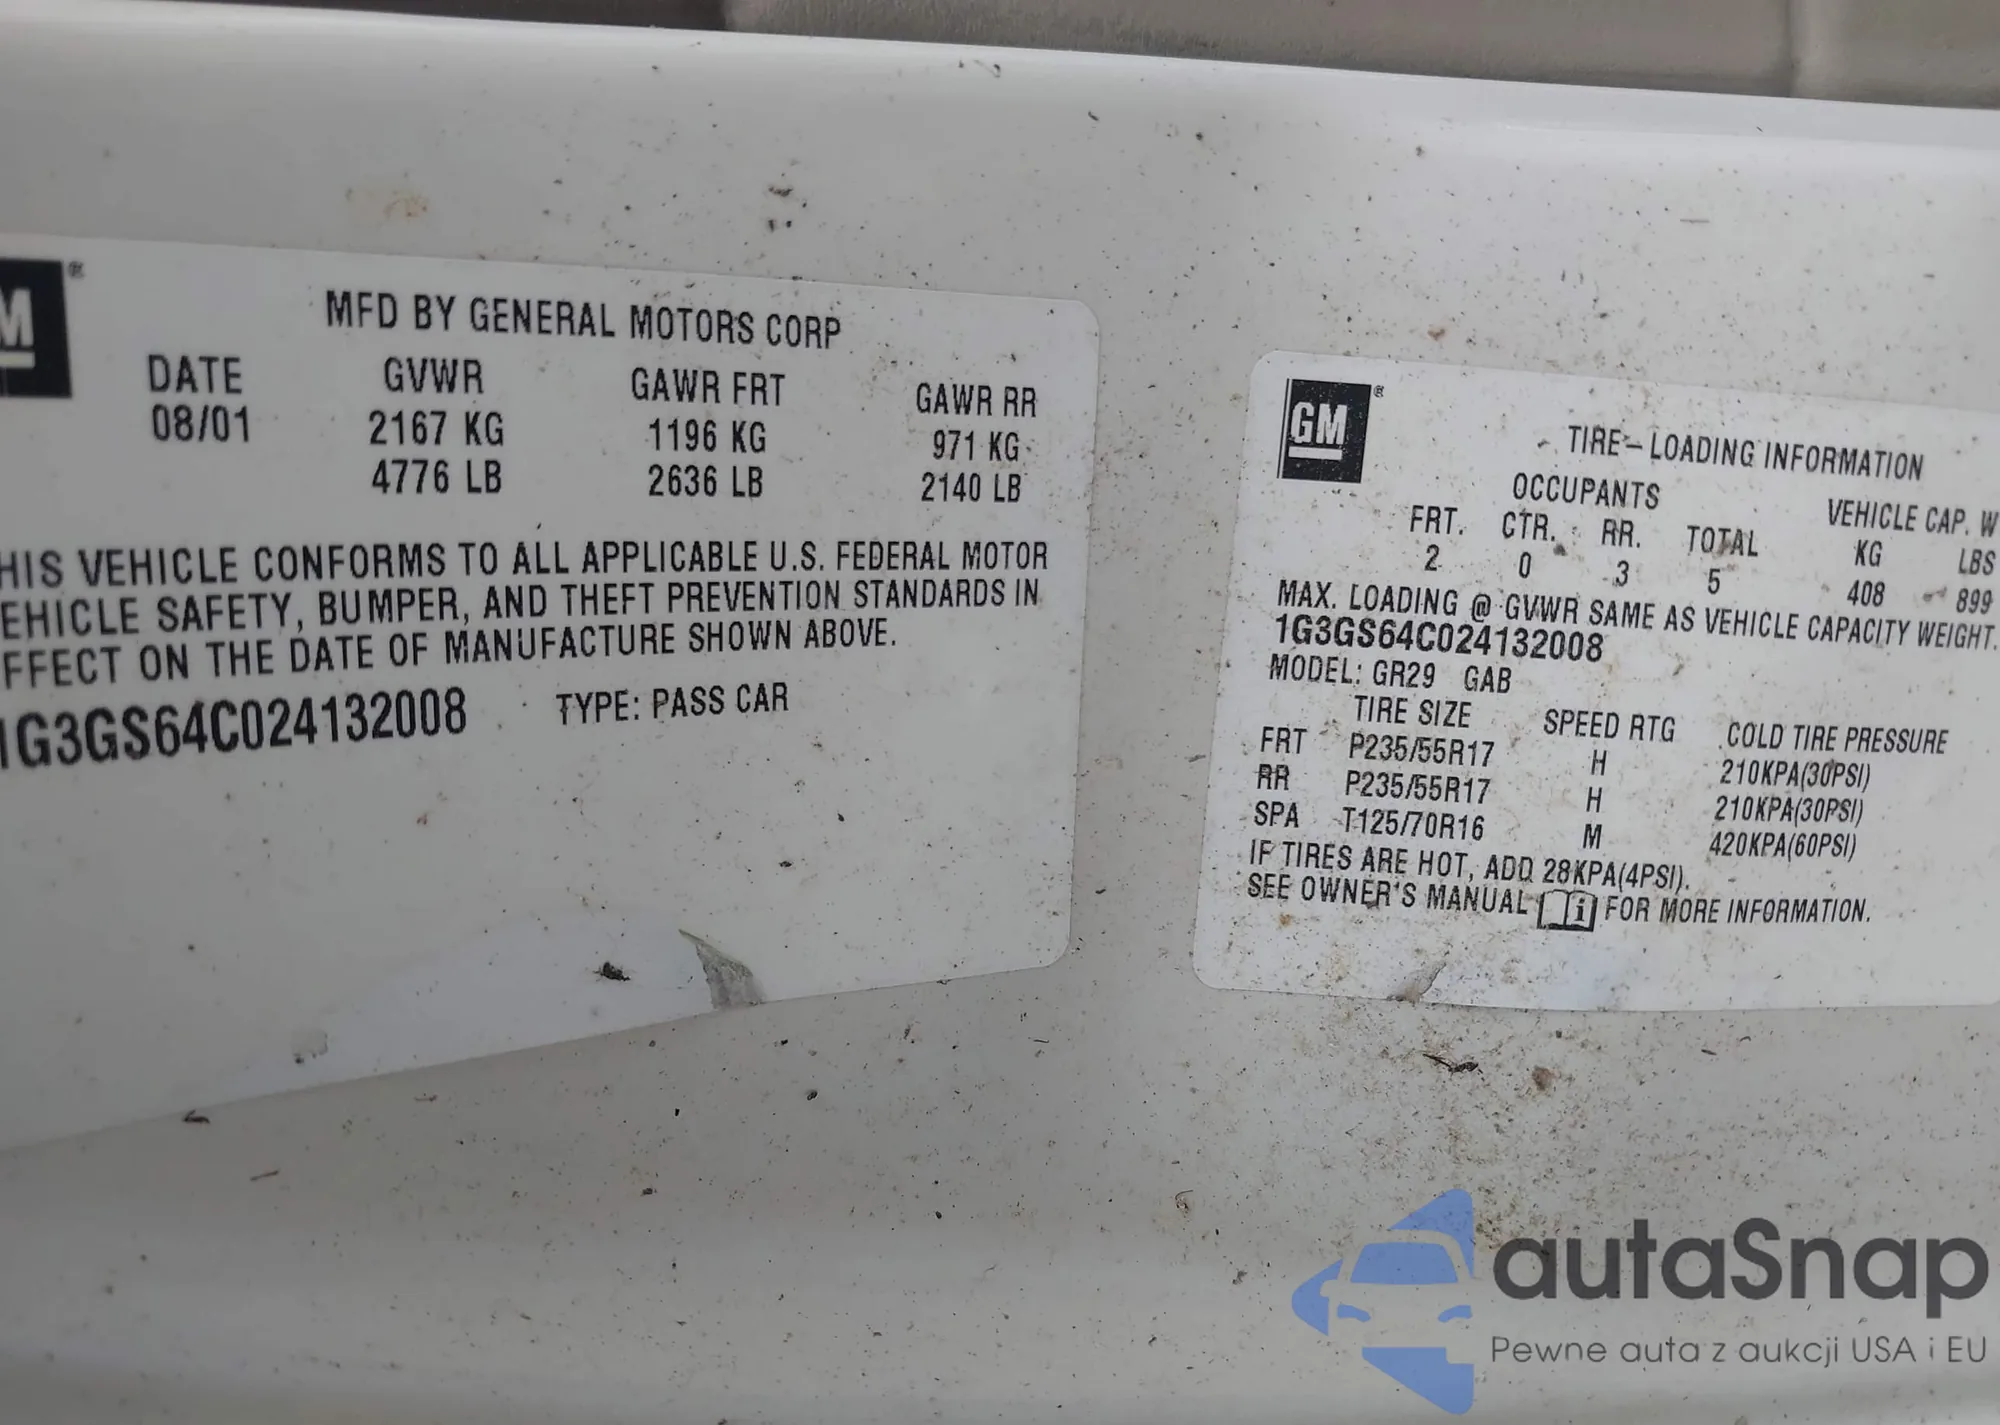 M®
MFD BY GENERAL MOTORS CORP
DATE GVWR GAWR FRT GAWR RR
08/01 2167 KG 1196 KG 971 KG
4776 LB 2636 LB 2140 LB
HIS VEHICLE CONFORMS TO ALL APPLICABLE U.S. FEDERAL MOTOR
EHICLE SAFETY, BUMPER, AND THEFT PREVENTION STANDARDS IN
FFECT ON THE DATE OF MANUFACTURE SHOWN ABOVE.
1G3GS64C024132008 TYPE: PASS CAR
GM®
TIRE-LOADING INFORMATION
OCCUPANTS VEHICLE CAP. W
FRT. CTR. RR. TOTAL KG LBS
2 0 3 5 408 899
MAX. LOADING @ GVWR SAME AS VEHICLE CAPACITY WEIGHT.
1G3GS64C024132008
MODEL: GR29 GAB
TIRE SIZE SPEED RTG COLD TIRE PRESSURE
FRT P235/55R17 H 210KPA(30PSI)
RR P235/55R17 H 210KPA(30PSI)
SPA T125/70R16 M 420KPA(60PSI)
IF TIRES ARE HOT, ADD 28KPA(4PSI).
SEE OWNER'S MANUAL i FOR MORE INFORMATION.
autaSnap
Pewne auta z aukcji USA i EU